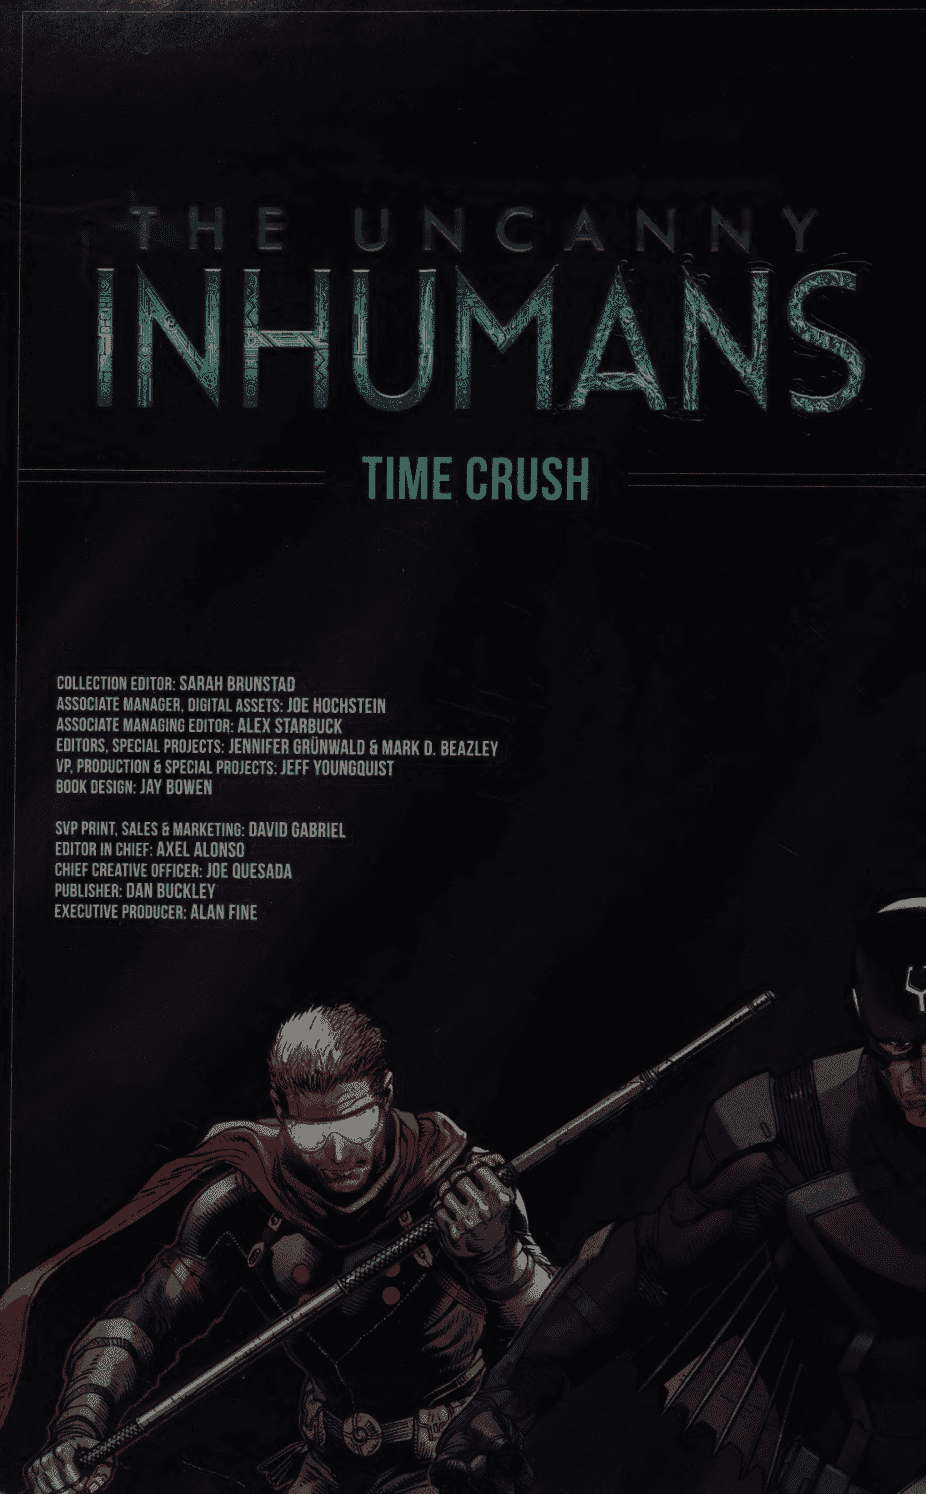 THE UNCANNY
INHUMANS
TIME CRUSH
COLLECTION EDITOR: SARAH BRUNSTAD
ASSOCIATE MANAGER, DIGITAL ASSETS: JOE HOCHSTEIN
ASSOCIATE MANAGING EDITOR: ALEX STARBUCK
EDITORS, SPECIAL PROJECTS: JENNIFER GRÜNWALD & MARK D. BEAZLEY
VP, PRODUCTION & SPECIAL PROJECTS: JEFF YOUNGQUIST
BOOK DESIGN: JAY BOWEN
SVP PRINT, SALES & MARKETING: DAVID GABRIEL
EDITOR IN CHIEF: AXEL ALONSO
CHIEF CREATIVE OFFICER: JOE QUESADA
PUBLISHER: DAN BUCKLEY
EXECUTIVE PRODUCER: ALAN FINE